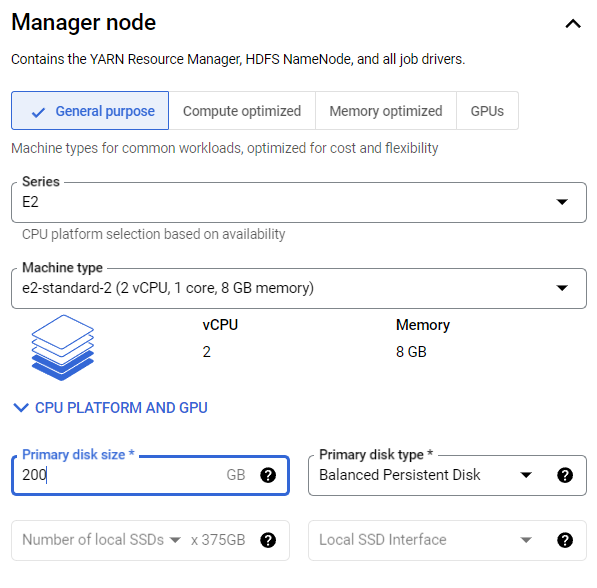 Manager node
Contains the YARN Resource Manager, HDFS NameNode, and all job drivers.
General purpose Compute optimized Memory optimized GPUs
Machine types for common workloads, optimized for cost and flexibility
Series
E2
CPU platform selection based on availability
Machine type
e2-standard-2 (2 vCPU, 1 core, 8 GB memory)
vCPU Memory
2 8 GB
CPU PLATFORM AND GPU
Primary disk size * Primary disk type *
200 GB ? Balanced Persistent Disk ?
Number of local SSDs x 375GB ? Local SSD Interface ?